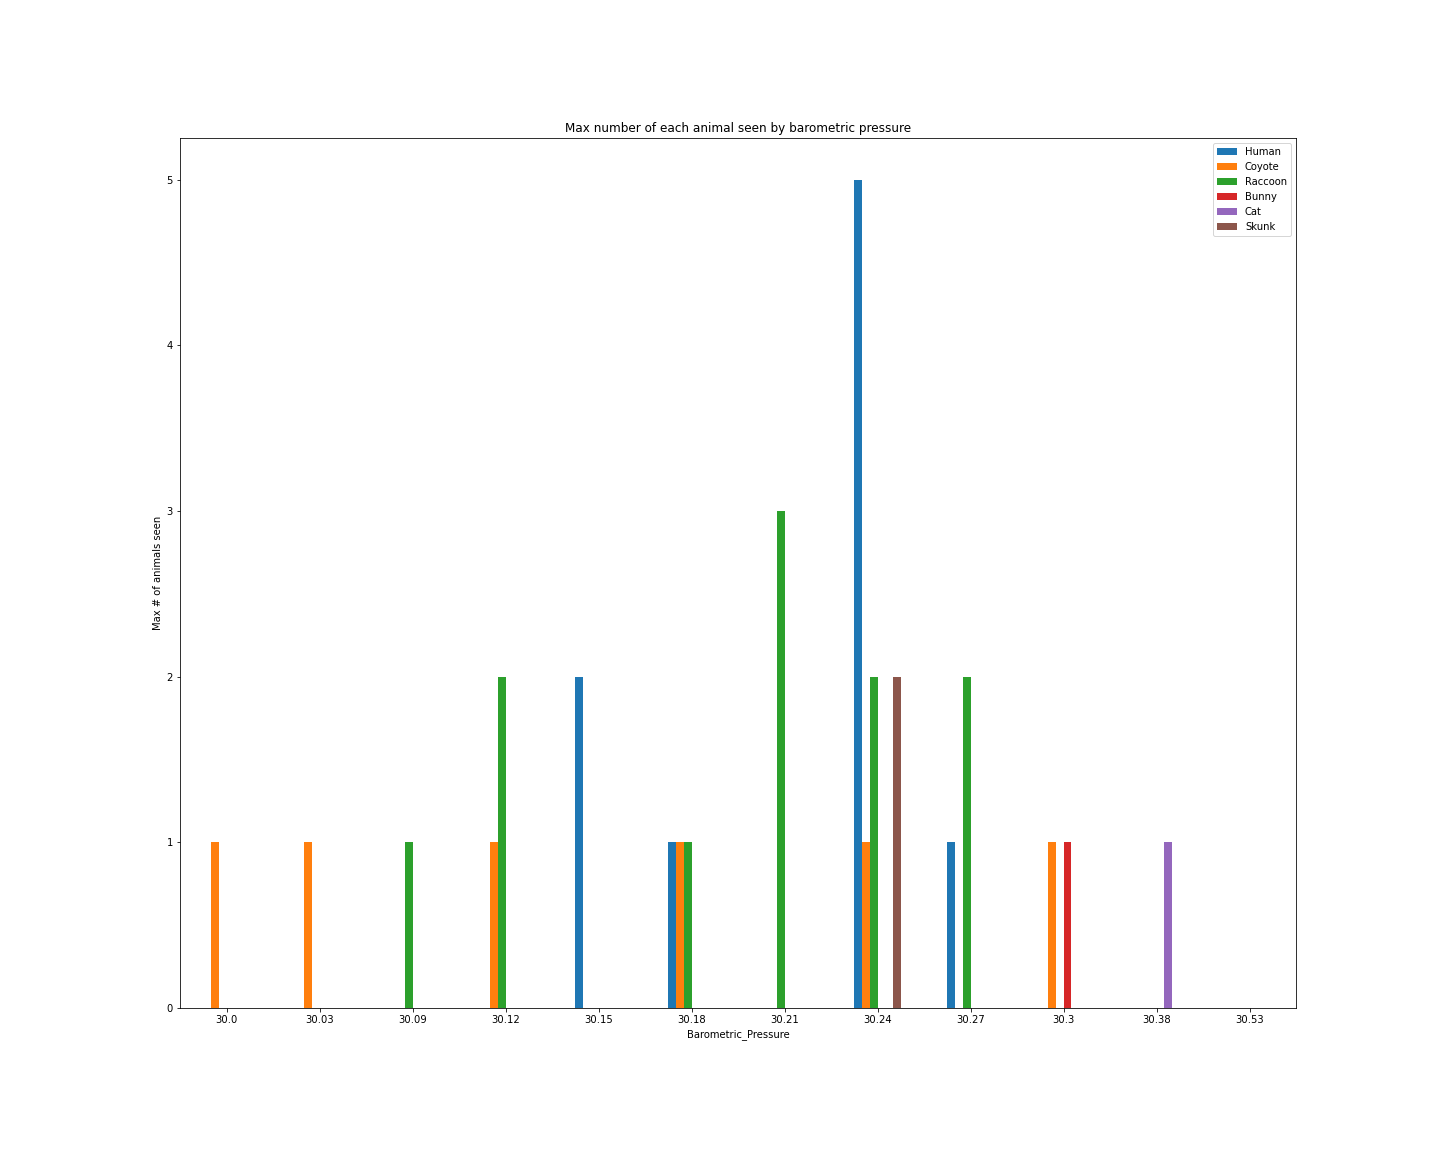 Max number of each animal seen by barometric pressure
Human
Coyote
Raccoon
Bunny
Cat
Skunk
5
4
3
2
1
0
Max # of animals seen
30.0 30.03 30.09 30.12 30.15 30.18 30.21 30.24 30.27 30.3 30.38 30.53
Barometric_Pressure